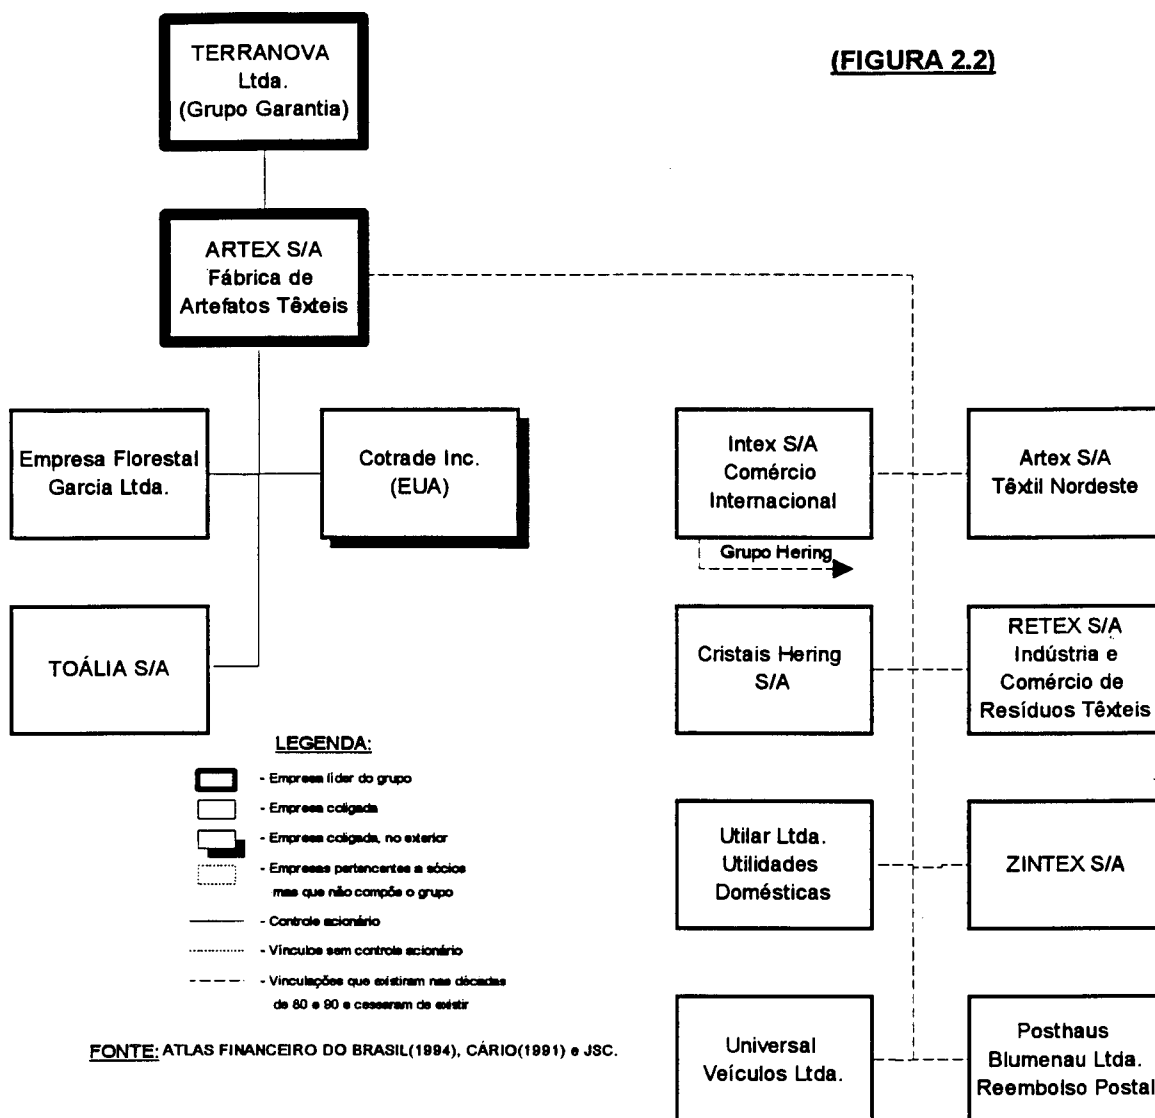 (FIGURA 2.2)
TERRANOVA
Ltda.
(Grupo Garantia)
ARTEX S/A
Fábrica de
Artefatos Têxteis
Empresa Florestal
Garcia Ltda.
Cotrade Inc.
(EUA)
TOÁLIA S/A
Intex S/A
Comércio
Internacional
Artex S/A
Têxtil Nordeste
Grupo Hering
Cristais Hering
S/A
RETEX S/A
Indústria e
Comércio de
Resíduos Têxteis
Utilar Ltda.
Utilidades
Domésticas
ZINTEX S/A
Universal
Veículos Ltda.
Posthaus
Blumenau Ltda.
Reembolso Postal
LEGENDA:
- Empresa líder do grupo
- Empresa coligada
- Empresa coligada, no exterior
- Empresas pertencentes a sócios
mas que não compõe o grupo
- Controle acionário
- Vínculos sem controle acionário
- Vinculações que existiram nas décadas
de 80 e 90 e cessaram de existir
FONTE: ATLAS FINANCEIRO DO BRASIL(1994), CÁRIO(1991) e JSC.